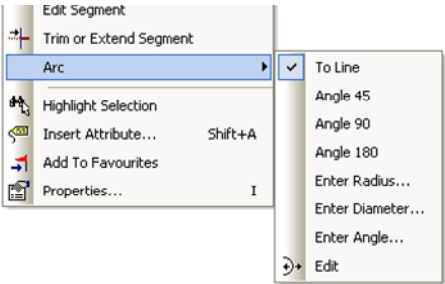 Edit Segment
Trim or Extend Segment
Arc
Highlight Selection
Insert Attribute... Shift+A
Add To Favourites
Properties... I
To Line
Angle 45
Angle 90
Angle 180
Enter Radius...
Enter Diameter...
Enter Angle...
Edit